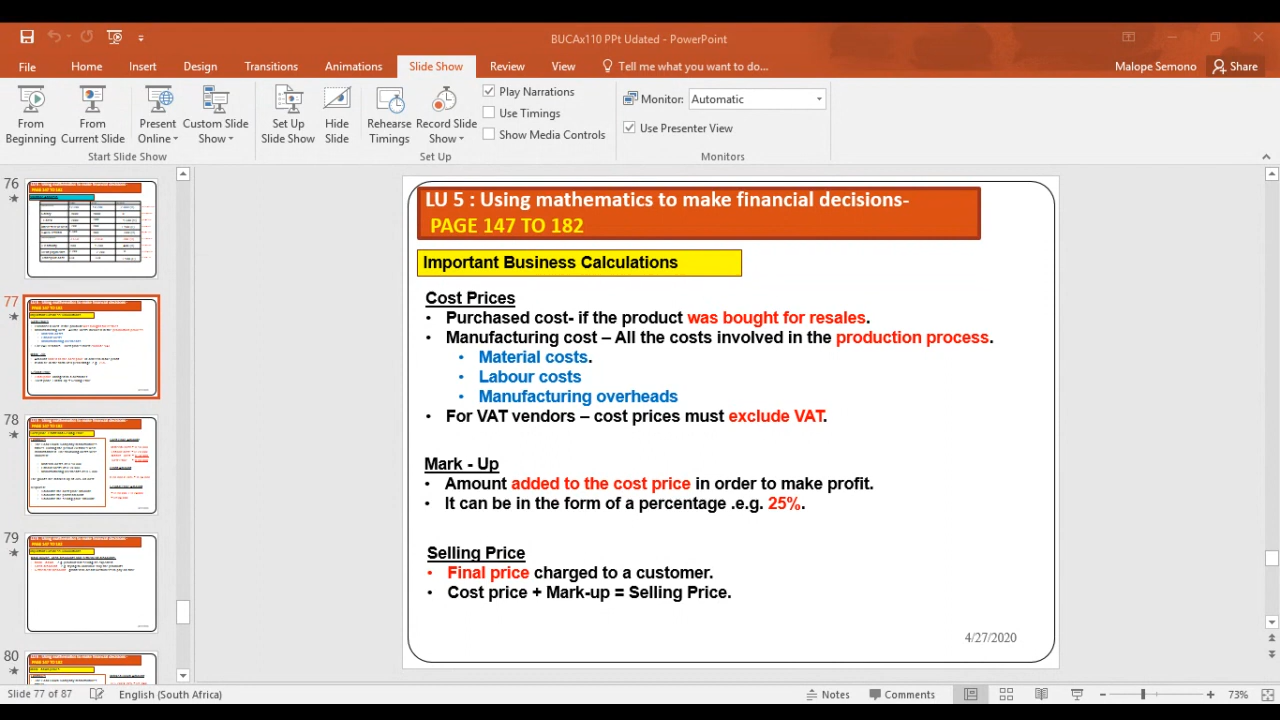 BUCAx110 PPt Udated - PowerPoint
File Home Insert Design Transitions Animations Slide Show Review View Tell me what you want to do... Malope Semono Share
From Beginning
From Current Slide
Present Online
Custom Slide Show
Start Slide Show
Set Up Slide Show
Hide Slide
Rehearse Timings
Record Slide Show
Play Narrations
Use Timings
Show Media Controls
Set Up
Monitor: Automatic
Use Presenter View
Monitors
76
77
78
79
80
LU 5 : Using mathematics to make financial decisions-
PAGE 147 TO 182
Important Business Calculations
Cost Prices
• Purchased cost- if the product was bought for resales.
• Manufacturing cost – All the costs involved in the production process.
• Material costs.
• Labour costs
• Manufacturing overheads
• For VAT vendors – cost prices must exclude VAT.
Mark - Up
• Amount added to the cost price in order to make profit.
• It can be in the form of a percentage .e.g. 25%.
Selling Price
• Final price charged to a customer.
• Cost price + Mark-up = Selling Price.
4/27/2020
Slide 77 of 87 English (South Africa) Notes Comments 73%